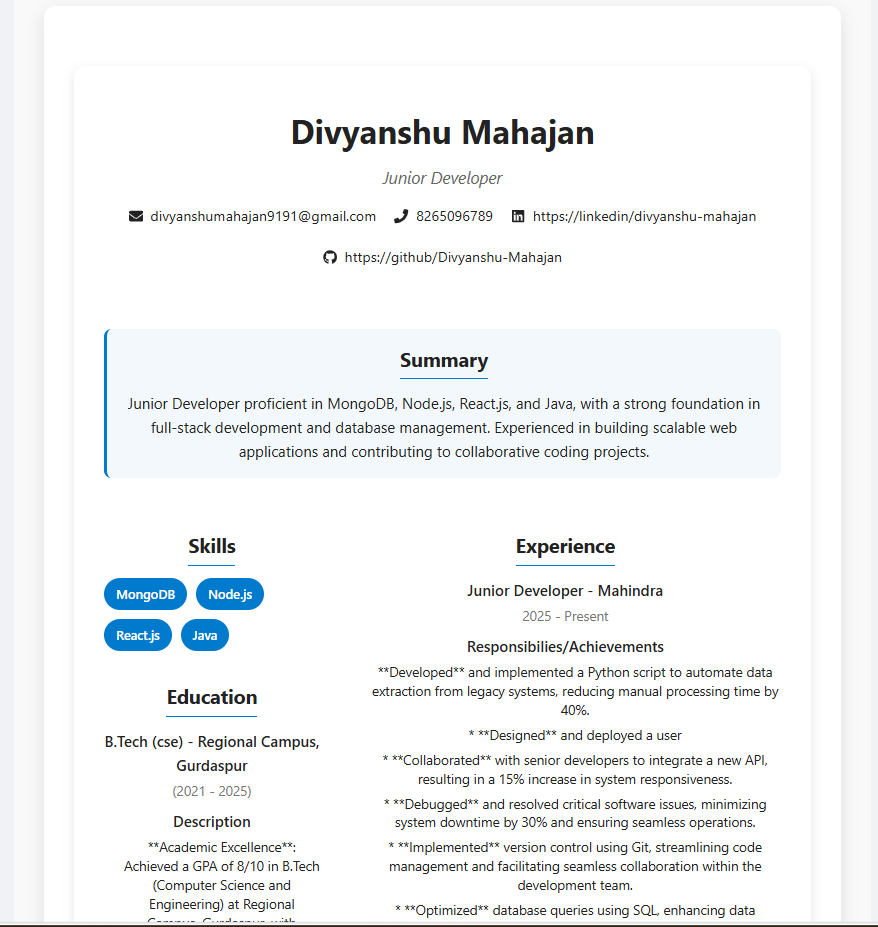 Divyanshu Mahajan
Junior Developer
divyanshumahajan9191@gmail.com 8265096789 https://linkedin/divyanshu-mahajan
https://github/Divyanshu-Mahajan
Summary
Junior Developer proficient in MongoDB, Node.js, React.js, and Java, with a strong foundation in
full-stack development and database management. Experienced in building scalable web
applications and contributing to collaborative coding projects.
Skills
MongoDB Node.js
React.js Java
Education
B.Tech (cse) - Regional Campus,
Gurdaspur
(2021 - 2025)
Description
**Academic Excellence**:
Achieved a GPA of 8/10 in B.Tech
(Computer Science and
Engineering) at Regional
Campus, Gurdaspur, with
Experience
Junior Developer - Mahindra
2025 - Present
Responsibilies/Achievements
**Developed** and implemented a Python script to automate data
extraction from legacy systems, reducing manual processing time by
40%.
* **Designed** and deployed a user
* **Collaborated** with senior developers to integrate a new API,
resulting in a 15% increase in system responsiveness.
* **Debugged** and resolved critical software issues, minimizing
system downtime by 30% and ensuring seamless operations.
* **Implemented** version control using Git, streamlining code
management and facilitating seamless collaboration within the
development team.
* **Optimized** database queries using SQL, enhancing data